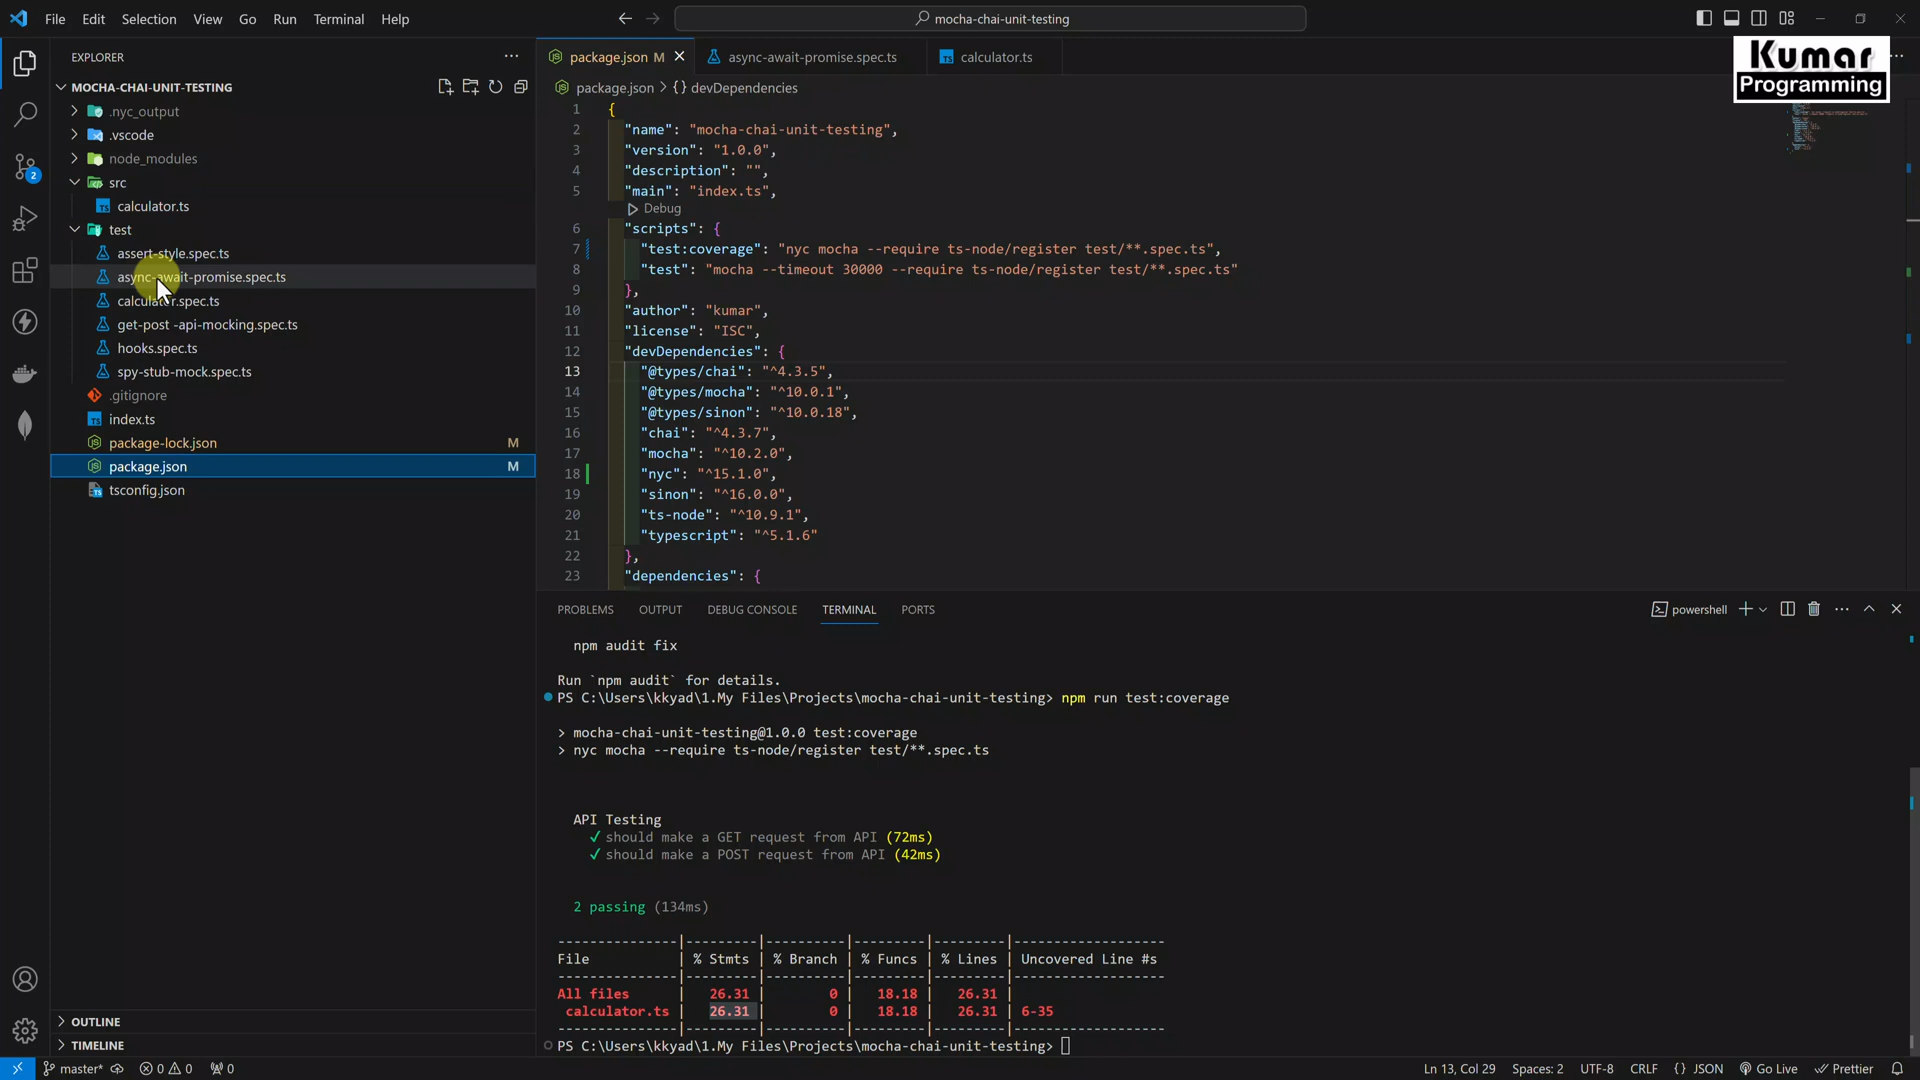 File Edit Selection View Go Run Terminal Help
mocha-chai-unit-testing
Kumar
Programming
EXPLORER
MOCHA-CHAI-UNIT-TESTING
.nyc_output
.vscode
node_modules
src
calculator.ts
test
assert-style.spec.ts
async-await-promise.spec.ts
calculator.spec.ts
get-post -api-mocking.spec.ts
hooks.spec.ts
spy-stub-mock.spec.ts
.gitignore
index.ts
package-lock.json M
package.json M
tsconfig.json
OUTLINE
TIMELINE
2
package.json M
async-await-promise.spec.ts
calculator.ts
package.json > {} devDependencies
1 {
2 "name": "mocha-chai-unit-testing",
3 "version": "1.0.0",
4 "description": "",
5 "main": "index.ts",
Debug
6 "scripts": {
7 "test:coverage": "nyc mocha --require ts-node/register test/**.spec.ts",
8 "test": "mocha --timeout 30000 --require ts-node/register test/**.spec.ts"
9 },
10 "author": "kumar",
11 "license": "ISC",
12 "devDependencies": {
13 "@types/chai": "^4.3.5",
14 "@types/mocha": "^10.0.1",
15 "@types/sinon": "^10.0.18",
16 "chai": "^4.3.7",
17 "mocha": "^10.2.0",
18 "nyc": "^15.1.0",
19 "sinon": "^16.0.0",
20 "ts-node": "^10.9.1",
21 "typescript": "^5.1.6"
22 },
23 "dependencies": {
PROBLEMS OUTPUT DEBUG CONSOLE TERMINAL PORTS
powershell
npm audit fix
Run `npm audit` for details.
PS C:\Users\kkyad\1.My Files\Projects\mocha-chai-unit-testing> npm run test:coverage
> mocha-chai-unit-testing@1.0.0 test:coverage
> nyc mocha --require ts-node/register test/**.spec.ts
API Testing
✓ should make a GET request from API (72ms)
✓ should make a POST request from API (42ms)
2 passing (134ms)
---------------|---------|----------|---------|---------|-------------------
File | % Stmts | % Branch | % Funcs | % Lines | Uncovered Line #s
---------------|---------|----------|---------|---------|-------------------
All files | 26.31 | 0 | 18.18 | 26.31 |
calculator.ts | 26.31 | 0 | 18.18 | 26.31 | 6-35
---------------|---------|----------|---------|---------|-------------------
PS C:\Users\kkyad\1.My Files\Projects\mocha-chai-unit-testing>
master* 0 0 0 Ln 13, Col 29 Spaces: 2 UTF-8 CRLF {} JSON Go Live Prettier